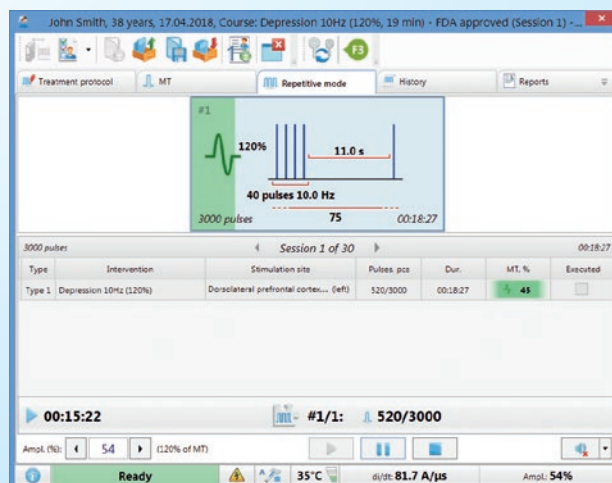 John Smith, 38 years, 17.04.2018, Course: Depression 10Hz (120%, 19 min) - FDA approved (Session 1) -...
F3
Treatment protocol MT Repetitive mode History Reports
#1
120%
11.0 s
40 pulses 10.0 Hz
3000 pulses 75 00:18:27
3000 pulses Session 1 of 30 00:18:27
Type Intervention Stimulation site Pulses, pcs Dur. MT, % Executed
Type 1 Depression 10Hz (120%) Dorsolateral prefrontal cortex... (left) 520/3000 00:18:27 45
00:15:22 #1/1: 520/3000
Ampl. (%): 54 (120% of MT)
Ready 35°C di/dt: 81.7 A/µs Ampl.: 54%